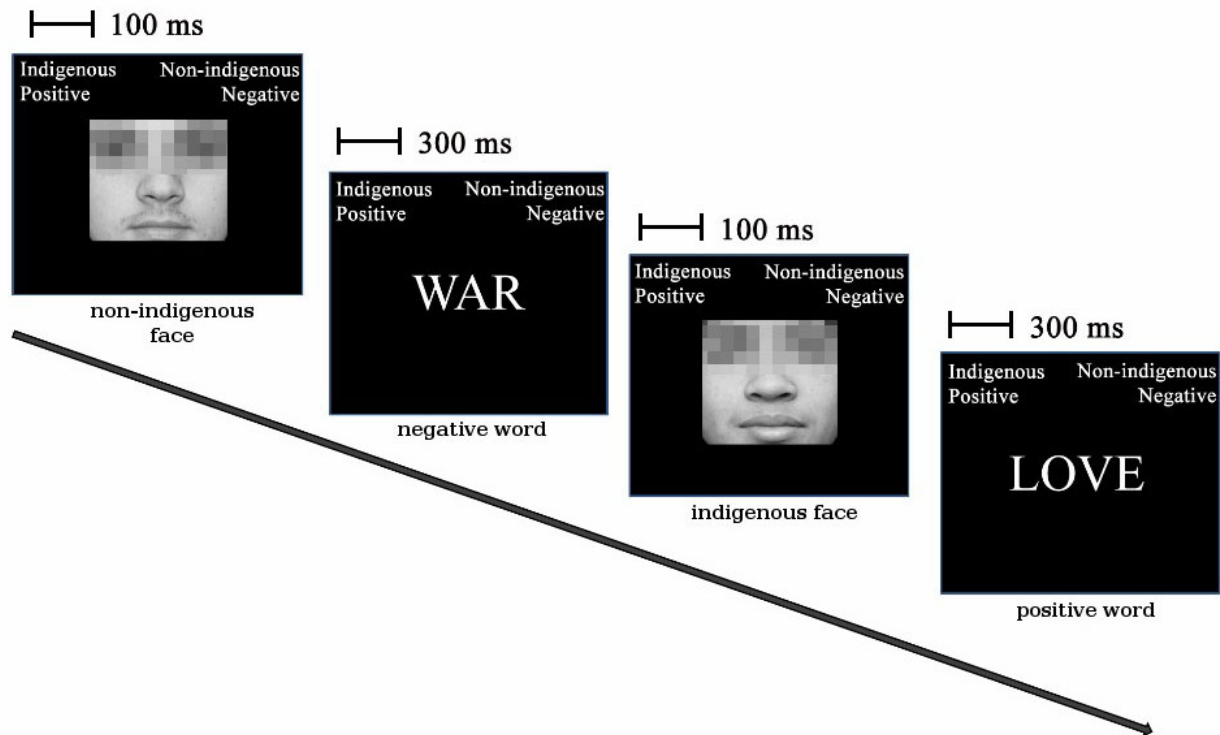 100 ms
Indigenous Non-indigenous
Positive Negative
non-indigenous
face
300 ms
Indigenous Non-indigenous
Positive Negative
WAR
negative word
100 ms
Indigenous Non-indigenous
Positive Negative
indigenous face
300 ms
Indigenous Non-indigenous
Positive Negative
LOVE
positive word